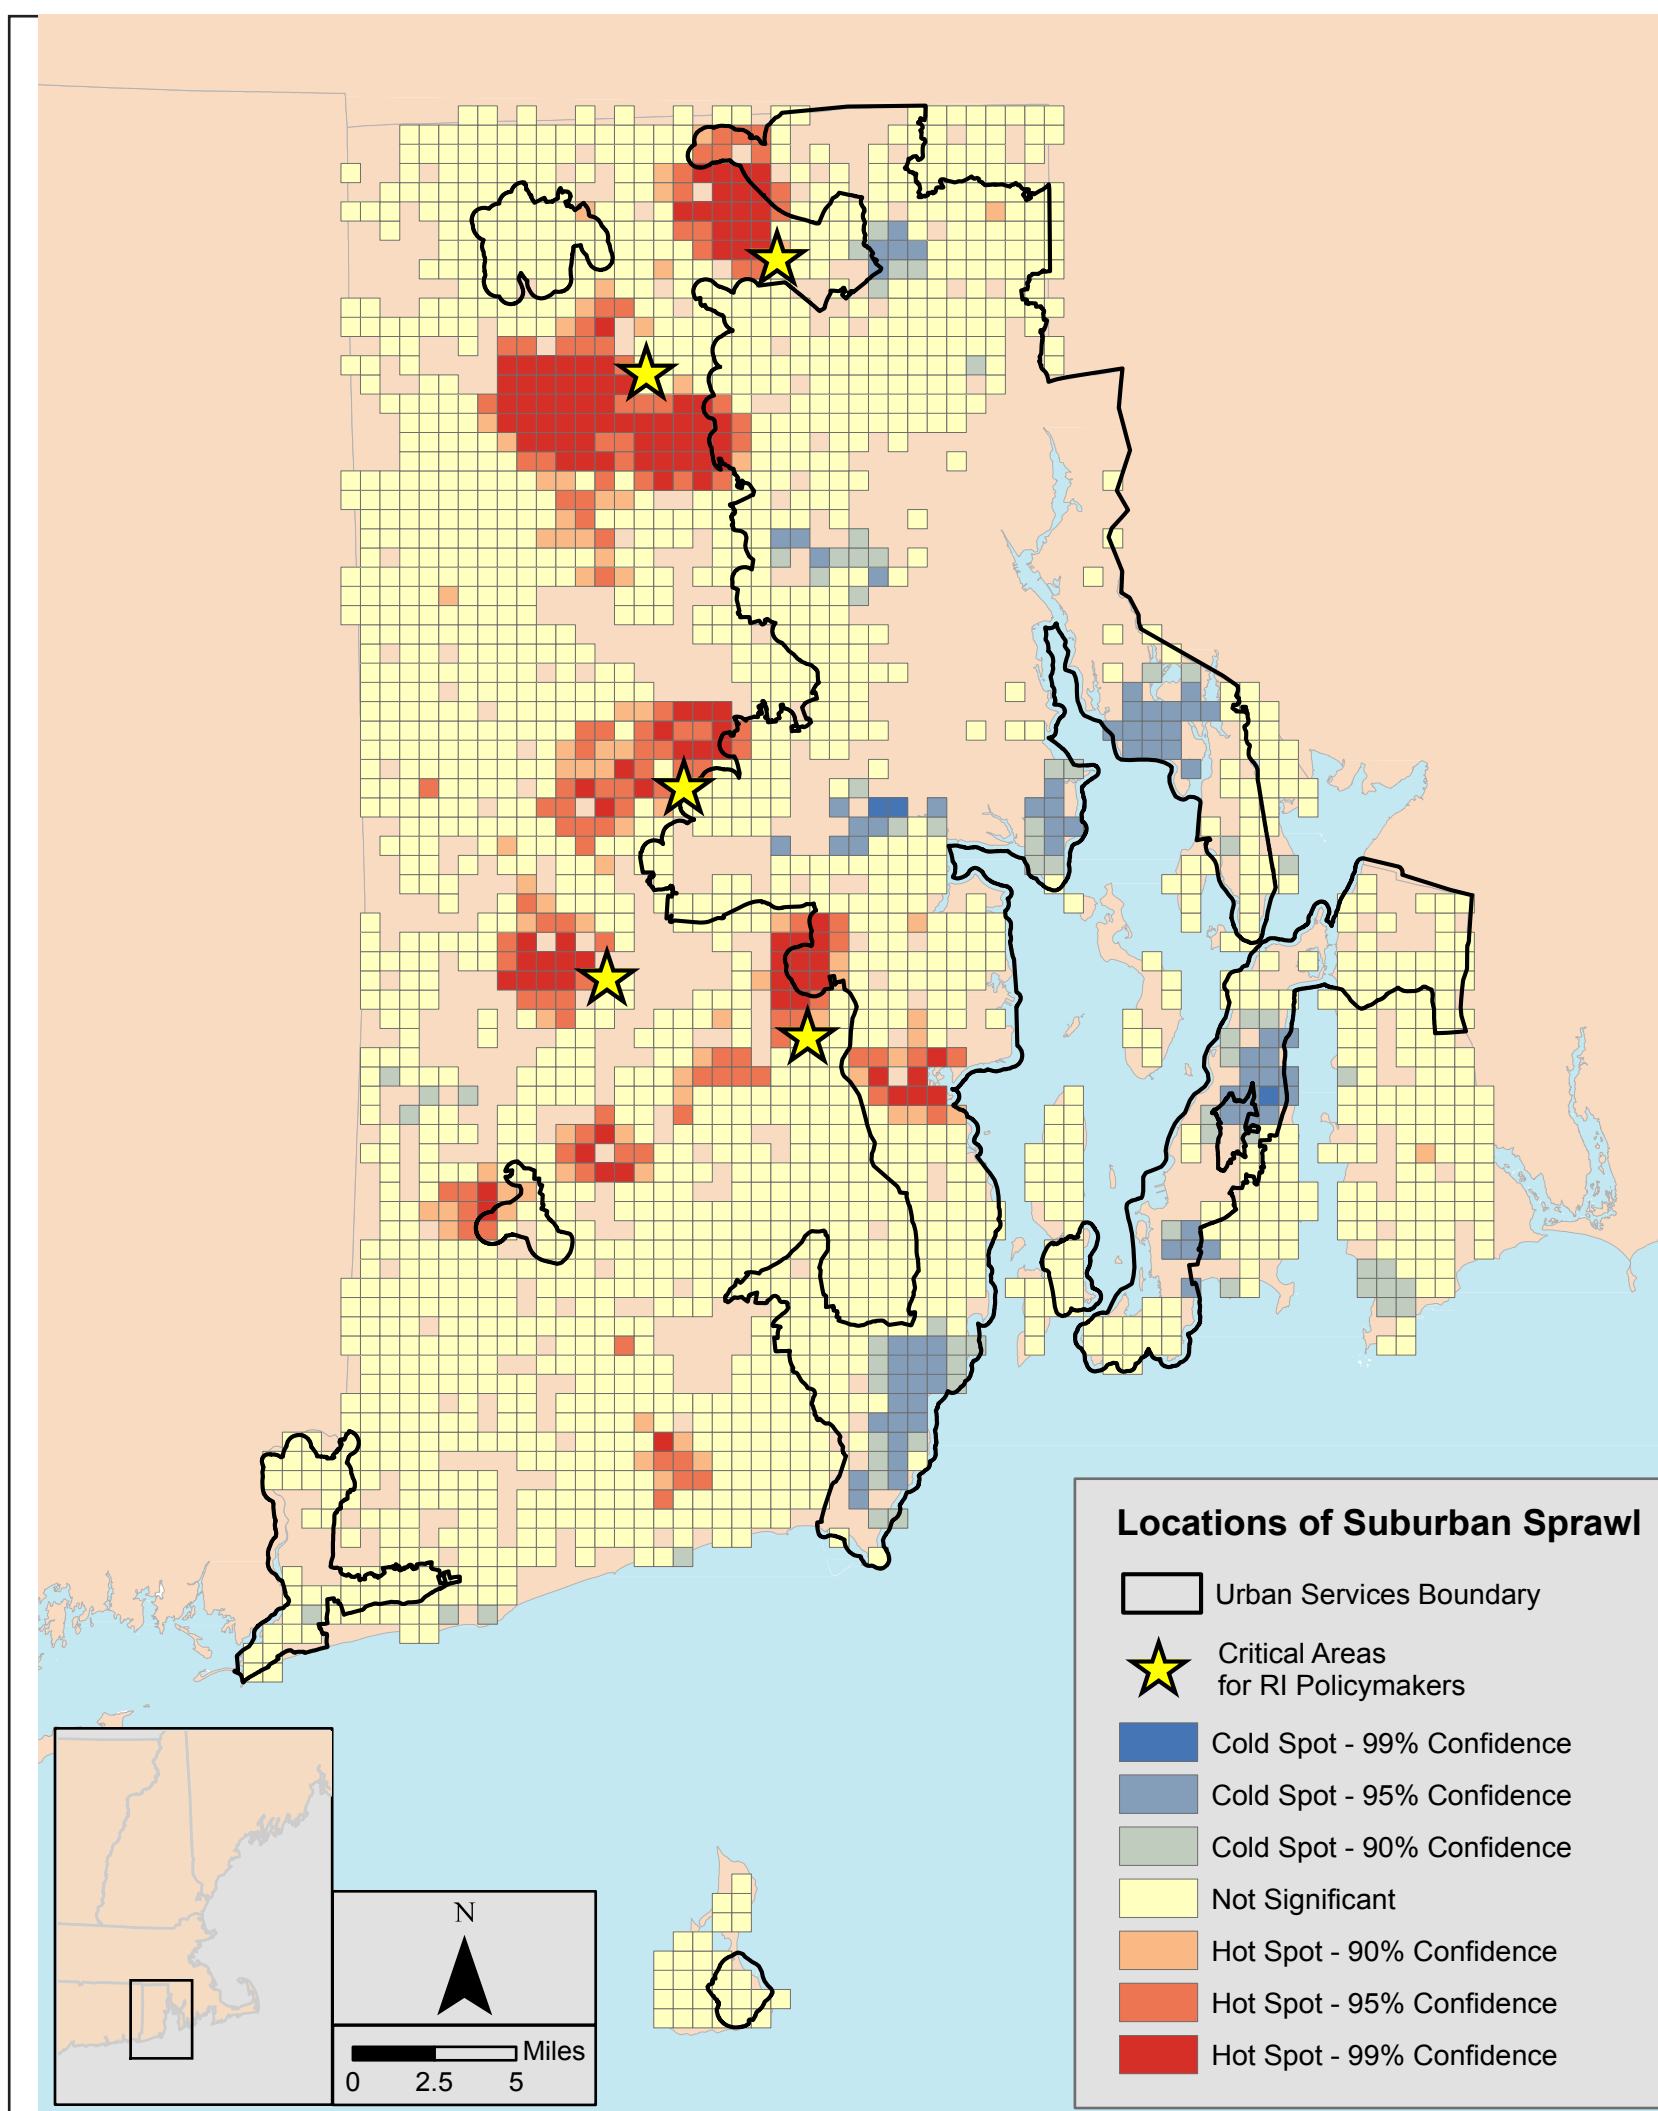 Locations of Suburban Sprawl
Urban Services Boundary
Critical Areas
for RI Policymakers
Cold Spot - 99% Confidence
Cold Spot - 95% Confidence
Cold Spot - 90% Confidence
Not Significant
Hot Spot - 90% Confidence
Hot Spot - 95% Confidence
Hot Spot - 99% Confidence
N
Miles
0 2.5 5